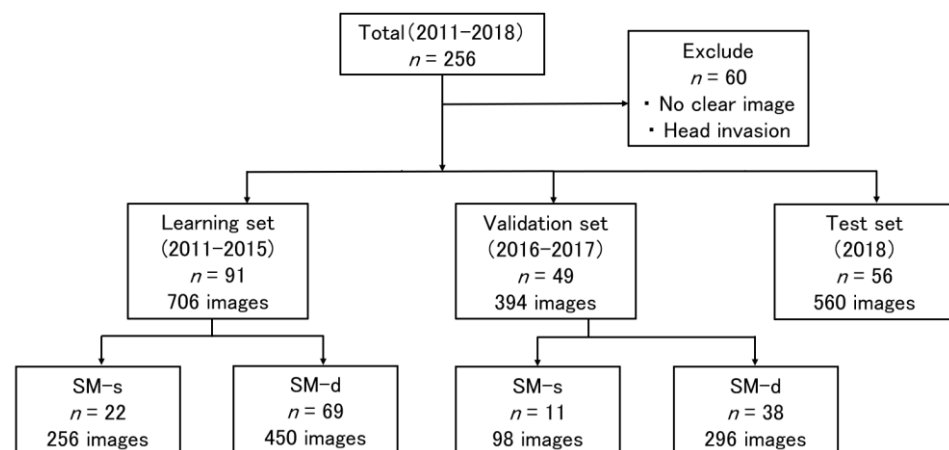 Total(2011-2018)
n = 256
Exclude
n = 60
・ No clear image
・ Head invasion
Learning set
(2011-2015)
n = 91
706 images
Validation set
(2016-2017)
n = 49
394 images
Test set
(2018)
n = 56
560 images
SM-s
n = 22
256 images
SM-d
n = 69
450 images
SM-s
n = 11
98 images
SM-d
n = 38
296 images